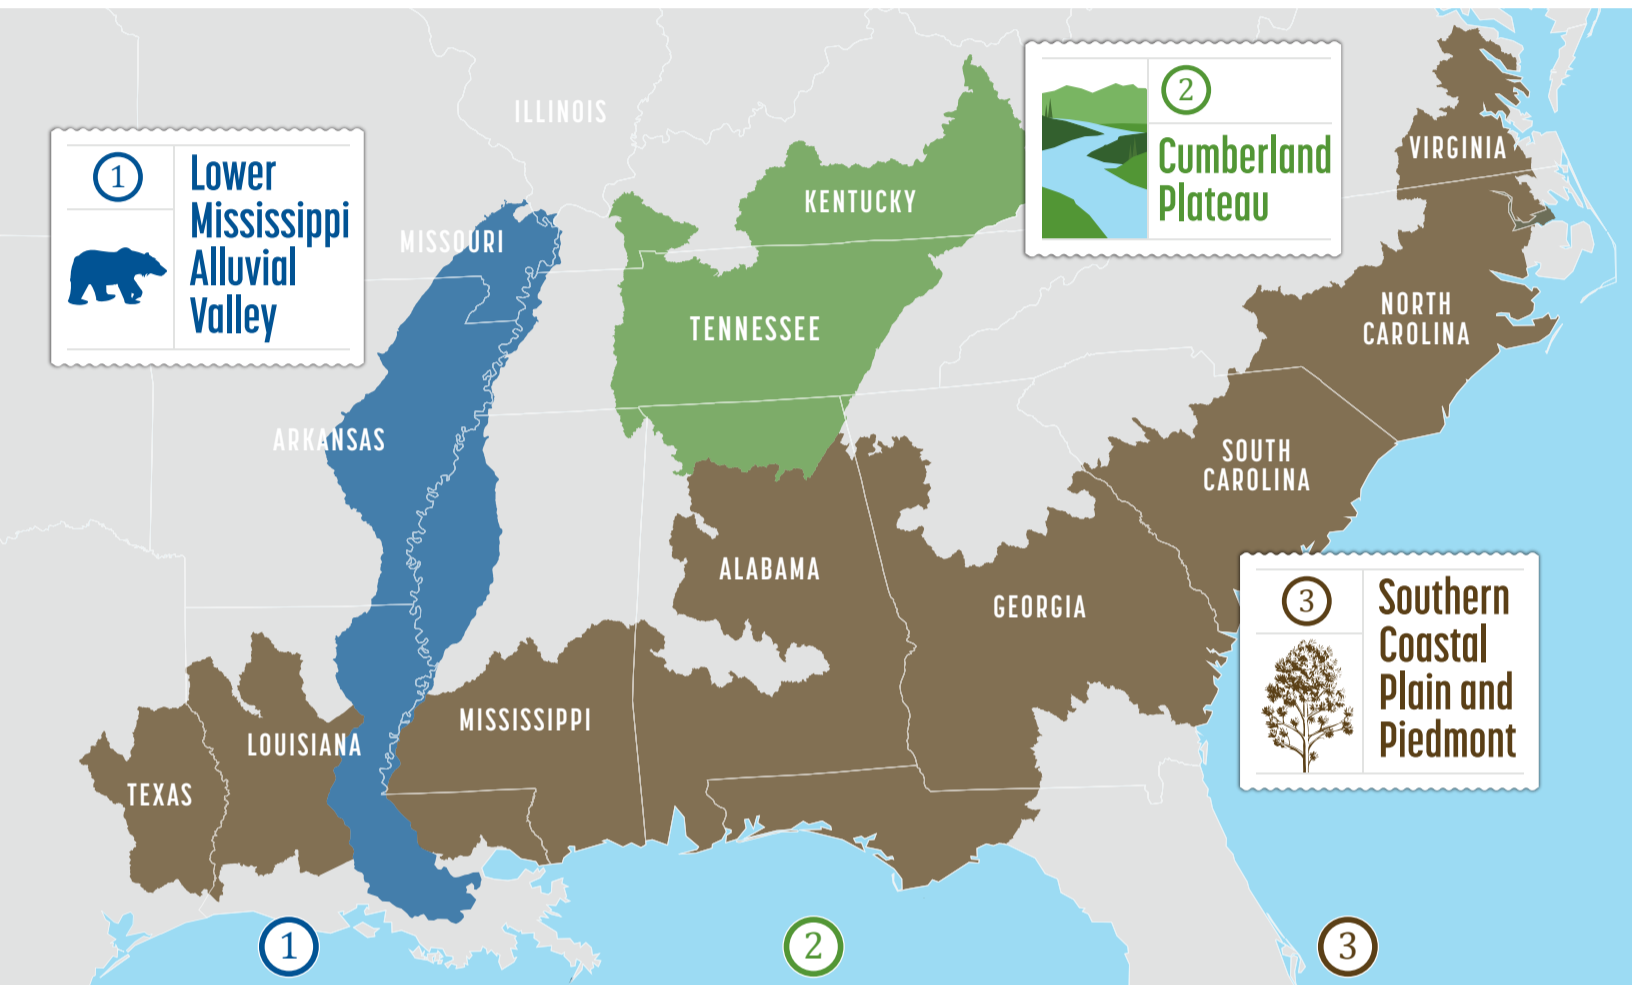 ILLINOIS
1
Lower
Mississippi
Alluvial
Valley
2
Cumberland
Plateau
VIRGINIA
KENTUCKY
MISSOURI
NORTH
CAROLINA
TENNESSEE
ARKANSAS
SOUTH
CAROLINA
ALABAMA
GEORGIA
3
Southern
Coastal
Plain and
Piedmont
MISSISSIPPI
LOUISIANA
TEXAS
1
2
3